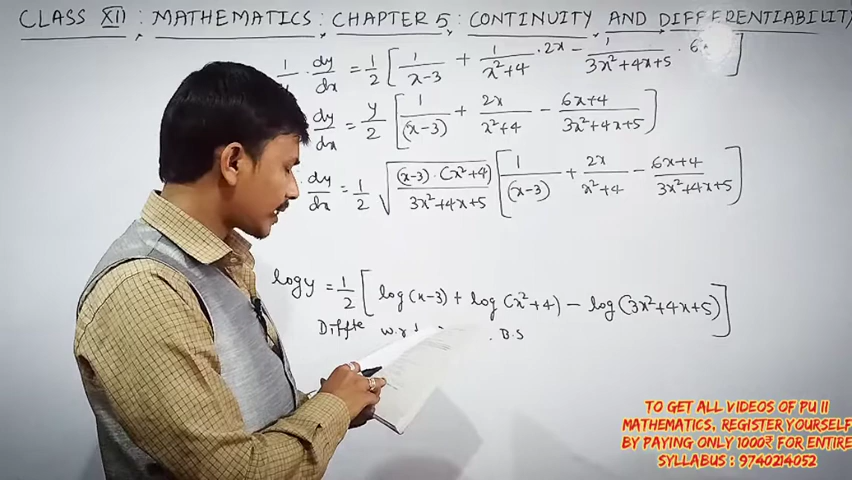 CLASS XII : MATHEMATICS : CHAPTER 5 : CONTINUITY AND DIFFERENTIABILITY
dy/dx = 1/2 [ 1/(x-3) + 1/(x²+4) · 2x - 1/(3x²+4x+5) · 6x ]
dy/dx = y/2 [ 1/(x-3) + 2x/(x²+4) - (6x+4)/(3x²+4x+5) ]
dy/dx = 1/2 √((x-3)·(x²+4)/(3x²+4x+5)) [ 1/(x-3) + 2x/(x²+4) - (6x+4)/(3x²+4x+5) ]
logy = 1/2 [ log(x-3) + log(x²+4) - log(3x²+4x+5) ]
Diffte w.r.t B.S
TO GET ALL VIDEOS OF PU II
MATHEMATICS, REGISTER YOURSELF
BY PAYING ONLY 1000₹ FOR ENTIRE
SYLLABUS : 9740214052